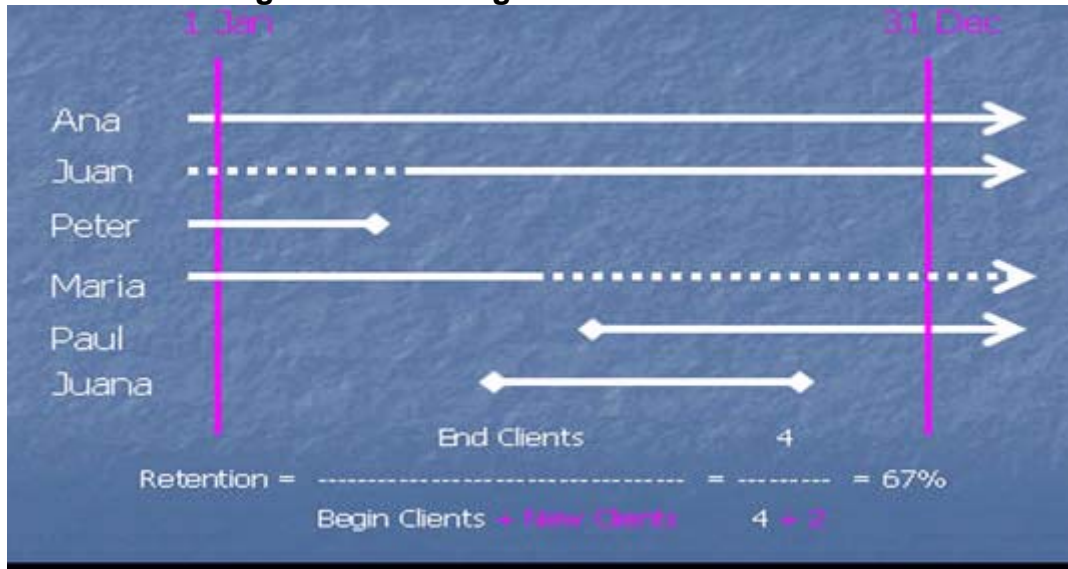 1 Jan 31 Dec
Ana
Juan
Peter
Maria
Paul
Juana
End Clients 4
Retention = ---------------------------------- = --------- = 67%
Begin Clients + New Clients 4 + 2